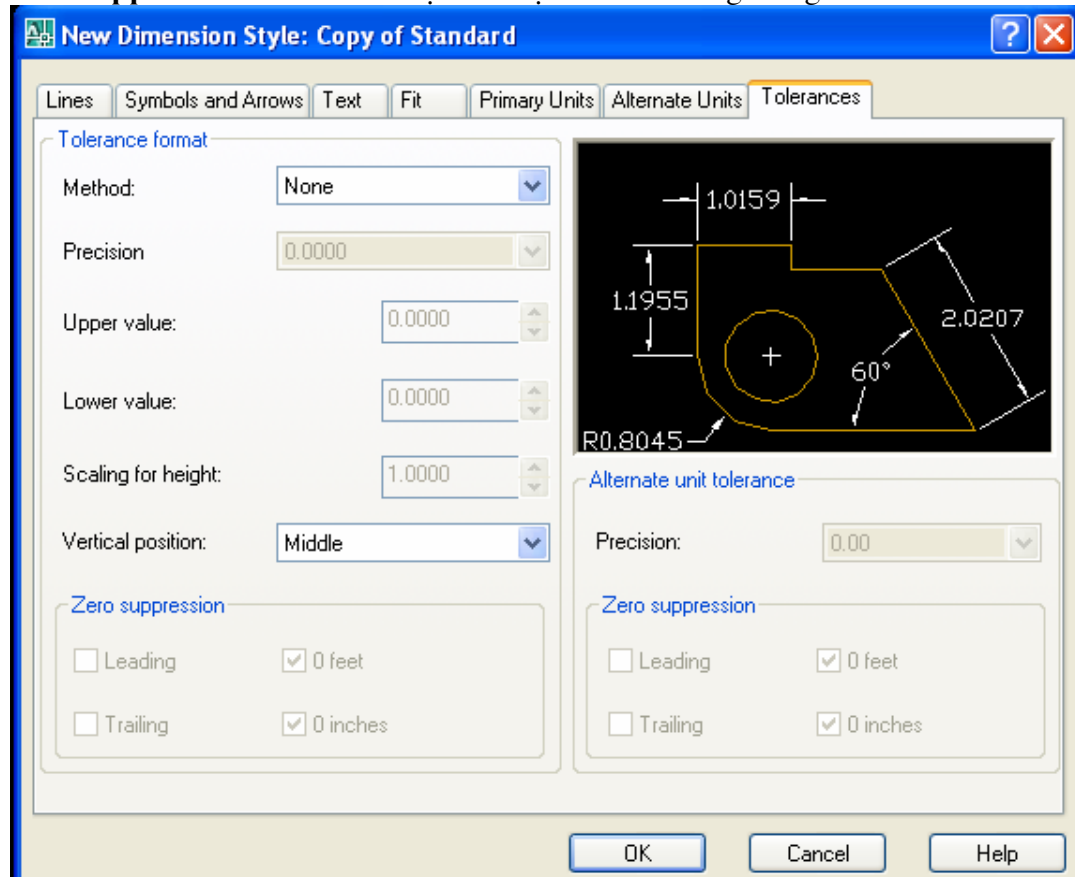 New Dimension Style: Copy of Standard
Lines Symbols and Arrows Text Fit Primary Units Alternate Units Tolerances
Tolerance format
Method: None
Precision 0.0000
Upper value: 0.0000
Lower value: 0.0000
Scaling for height: 1.0000
Vertical position: Middle
Zero suppression
Leading 0 feet
Trailing 0 inches
1.0159
1.1955
2.0207
60°
R0.8045
Alternate unit tolerance
Precision: 0.00
Zero suppression
Leading 0 feet
Trailing 0 inches
OK Cancel Help